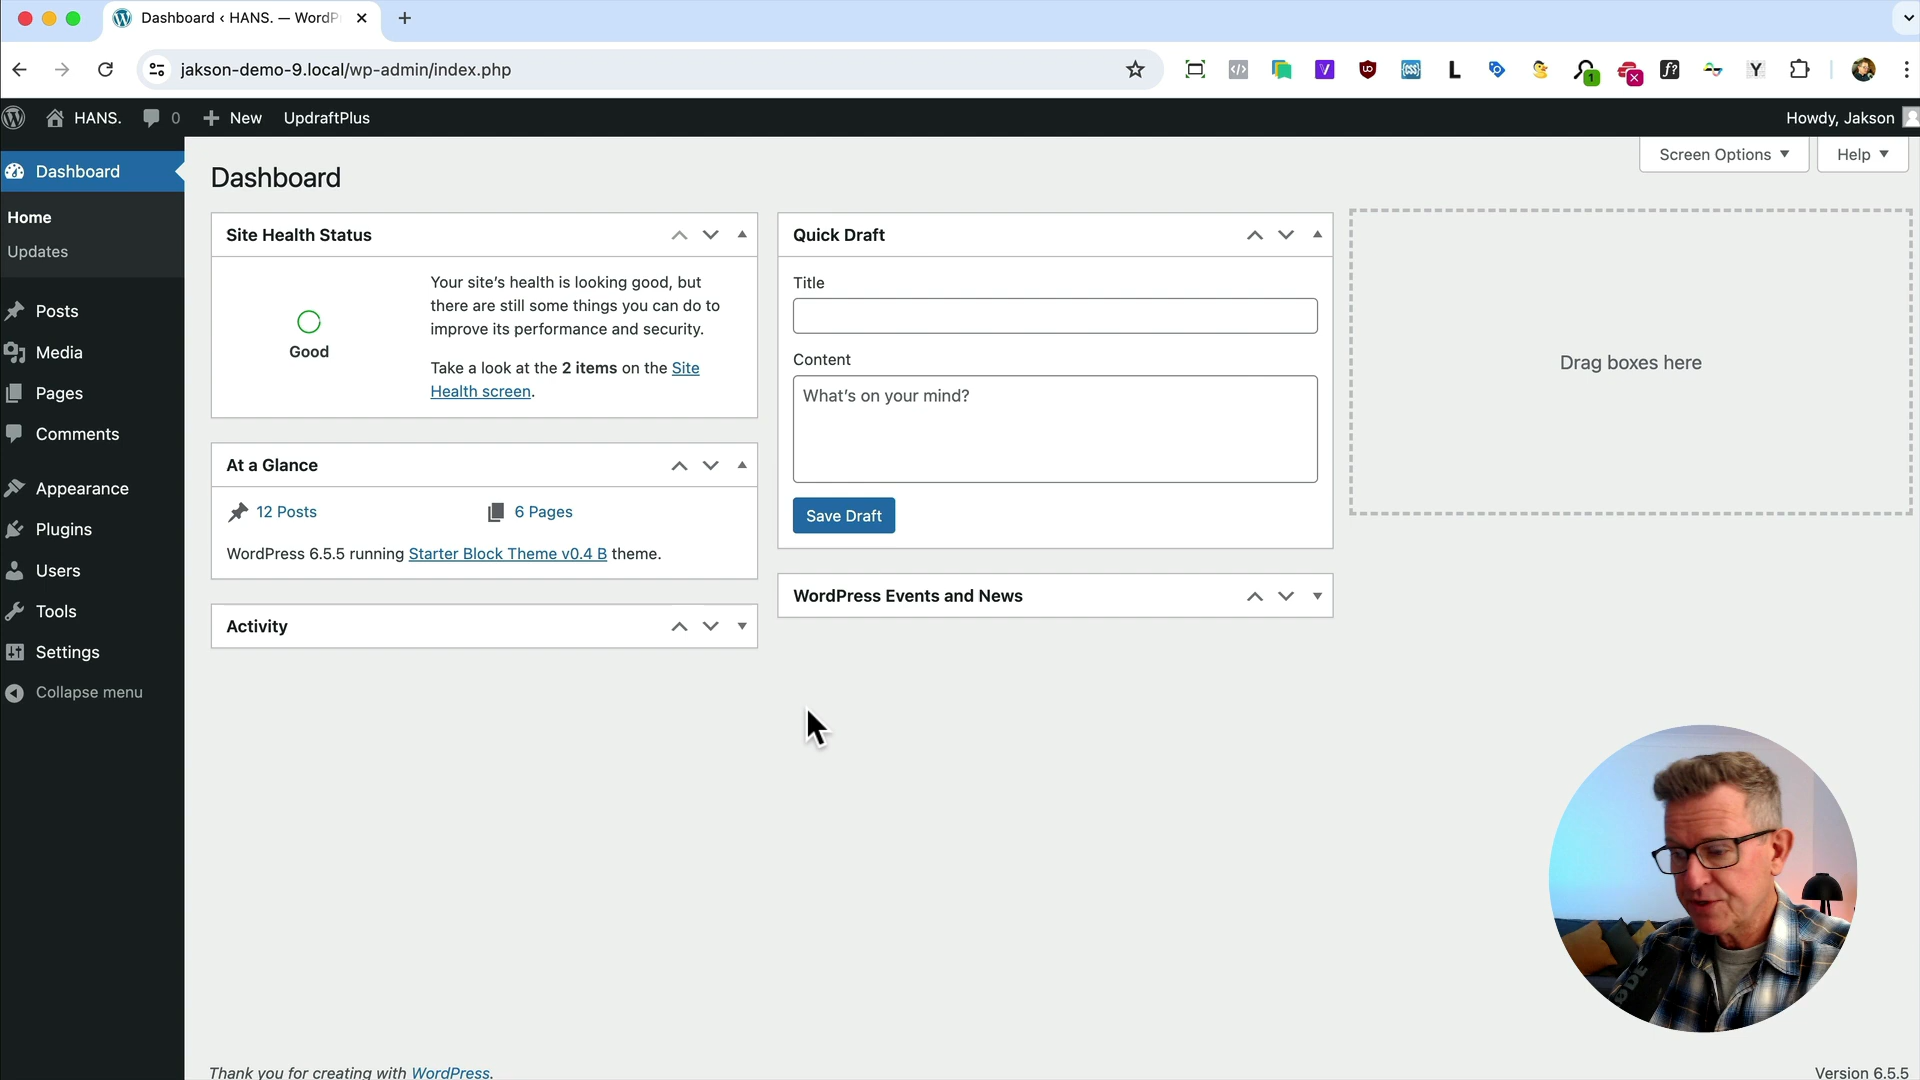 Dashboard ‹ HANS. — WordP
jakson-demo-9.local/wp-admin/index.php
HANS.
0
New
UpdraftPlus
Howdy, Jakson
Dashboard
Home
Updates
Posts
Media
Pages
Comments
Appearance
Plugins
Users
Tools
Settings
Collapse menu
Screen Options
Help
Dashboard
Site Health Status
Good
Your site's health is looking good, but
there are still some things you can do to
improve its performance and security.
Take a look at the 2 items on the Site
Health screen.
At a Glance
12 Posts
6 Pages
WordPress 6.5.5 running Starter Block Theme v0.4 B theme.
Activity
Quick Draft
Title
Content
What's on your mind?
Save Draft
WordPress Events and News
Drag boxes here
Thank you for creating with WordPress.
Version 6.5.5